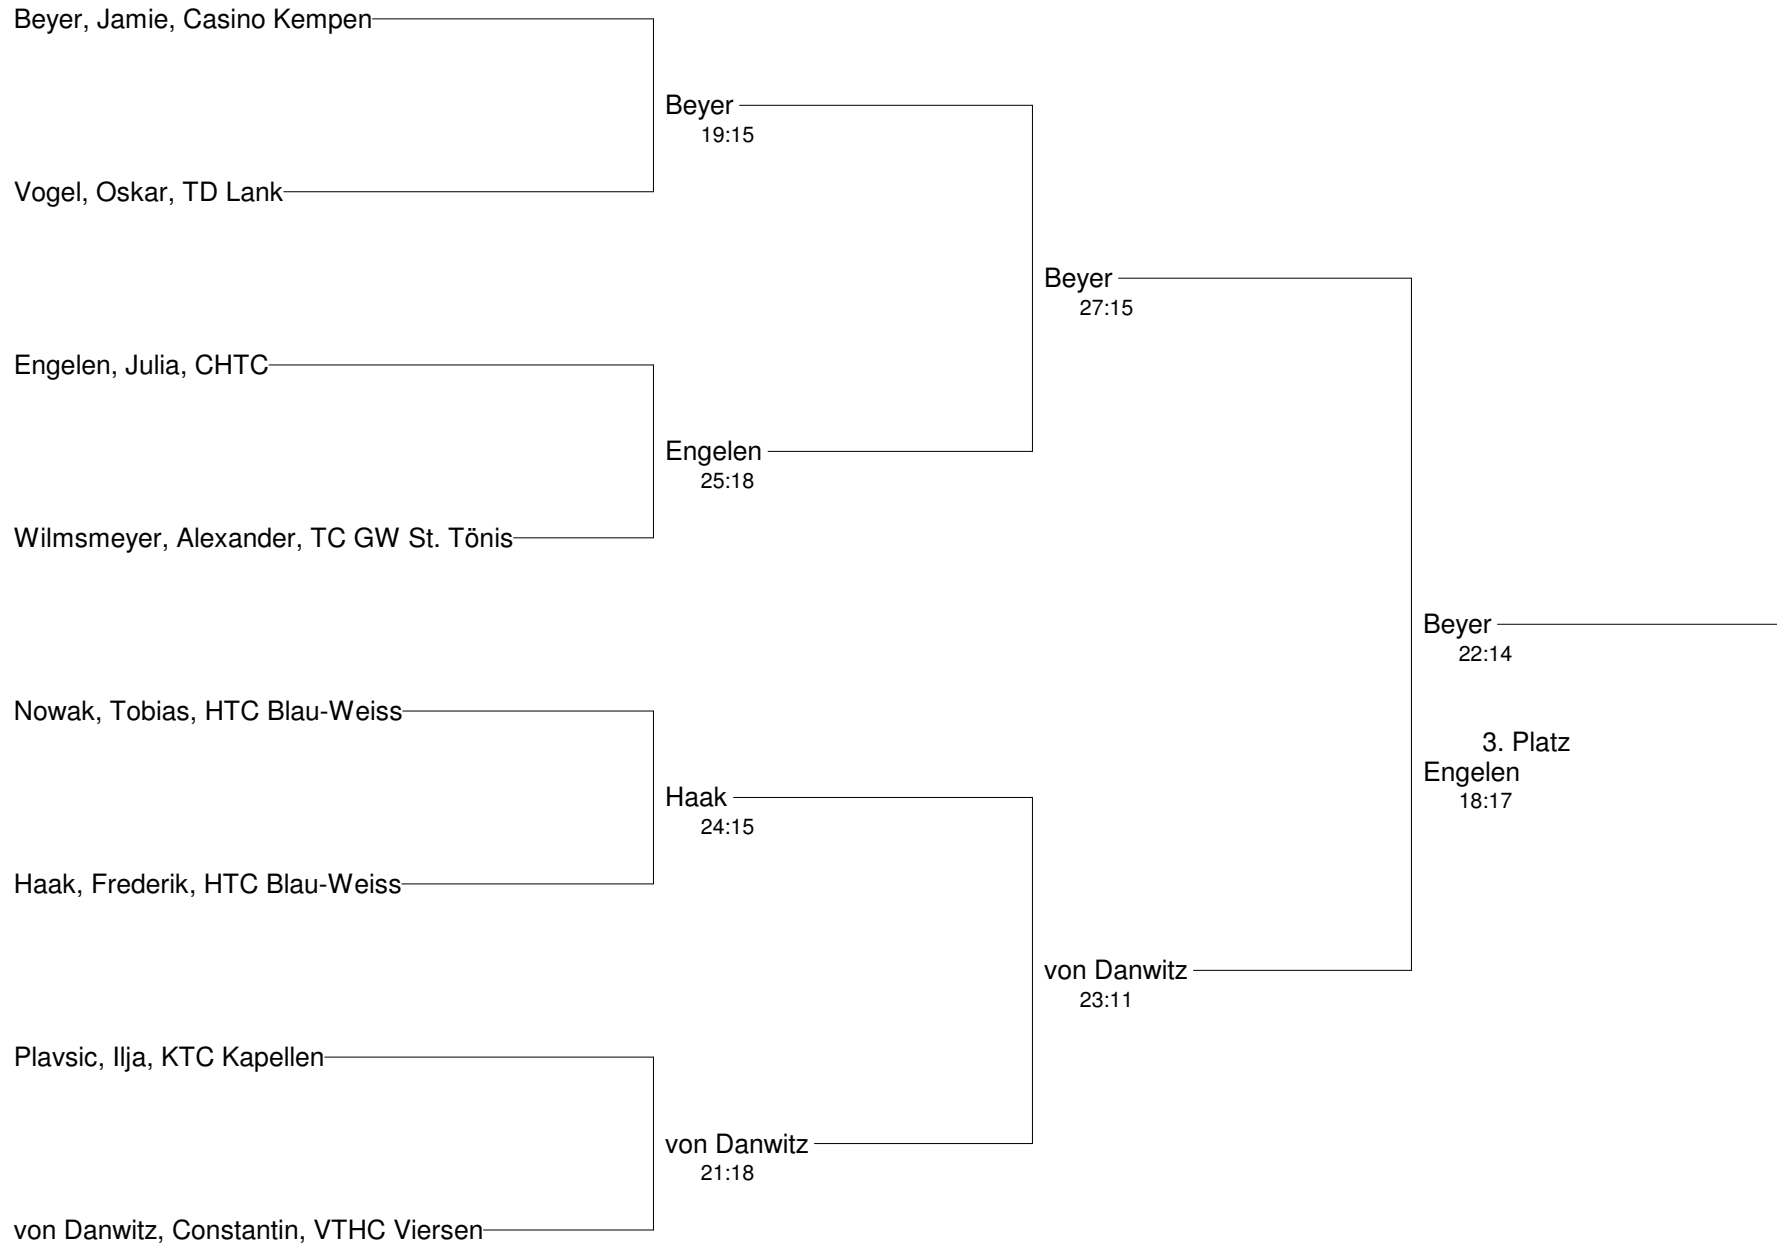 Beyer, Jamie, Casino Kempen
Beyer
19:15
Vogel, Oskar, TD Lank
Beyer
27:15
Engelen, Julia, CHTC
Engelen
25:18
Wilmsmeyer, Alexander, TC GW St. Tönis
Beyer
22:14
Nowak, Tobias, HTC Blau-Weiss
3. Platz
Engelen
18:17
Haak
24:15
Haak, Frederik, HTC Blau-Weiss
von Danwitz
23:11
Plavsic, Ilja, KTC Kapellen
von Danwitz
21:18
von Danwitz, Constantin, VTHC Viersen